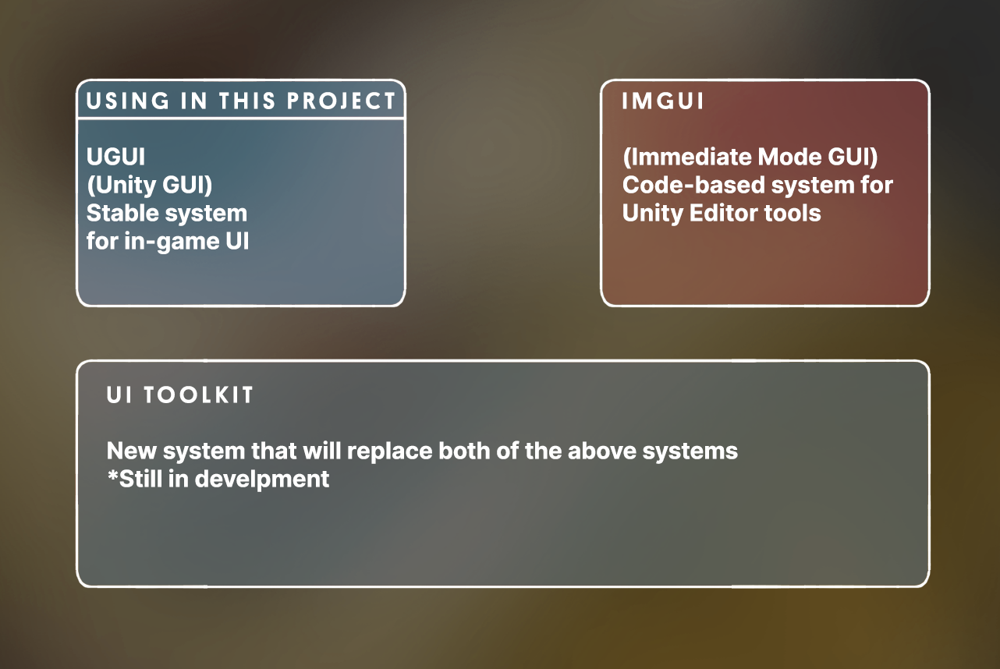 USING IN THIS PROJECT
UGUI
(Unity GUI)
Stable system
for in-game UI
IMGUI
(Immediate Mode GUI)
Code-based system for
Unity Editor tools
UI TOOLKIT
New system that will replace both of the above systems
*Still in develpment